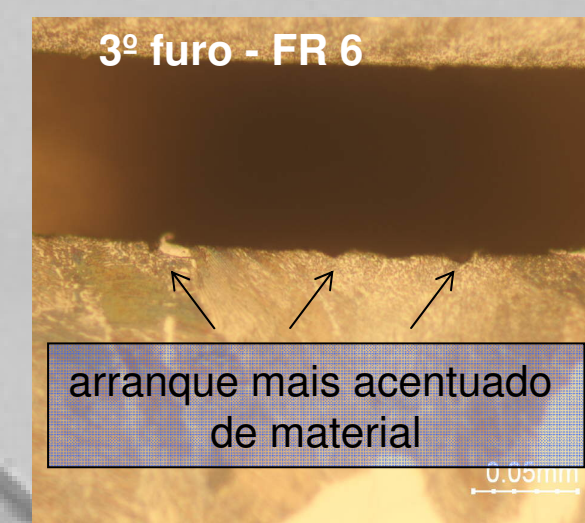 3º furo - FR 6
arranque mais acentuado
de material
0.05mm